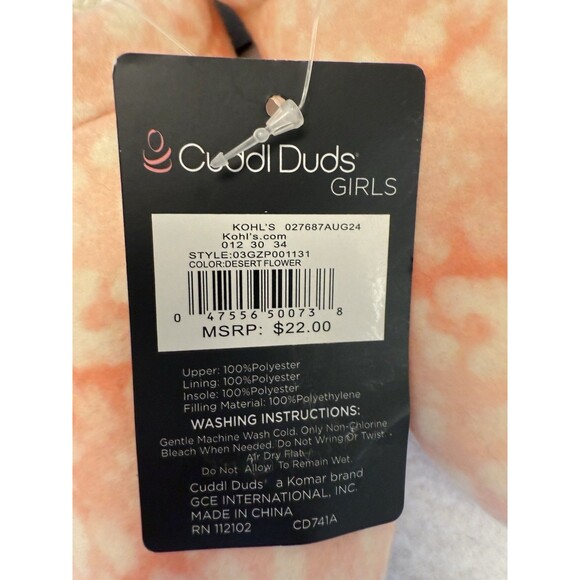 Cuddl Duds®
GIRLS
KOHL'S 027687AUG24
Kohl's.com
012 30 34
STYLE:03GZP001131
COLOR:DESERT FLOWER
0 47556 50073 8
MSRP: $22.00
Upper: 100%Polyester
Lining: 100%Polyester
Insole: 100%Polyester
Filling Material: 100%Polyethylene
WASHING INSTRUCTIONS:
Gentle Machine Wash Cold. Only Non-Chlorine
Bleach When Needed. Do Not Wring Or Twist
Air Dry Flat
Do Not Allow To Remain Wet.
Cuddl Duds® a Komar brand
GCE INTERNATIONAL, INC.
MADE IN CHINA
RN 112102 CD741A